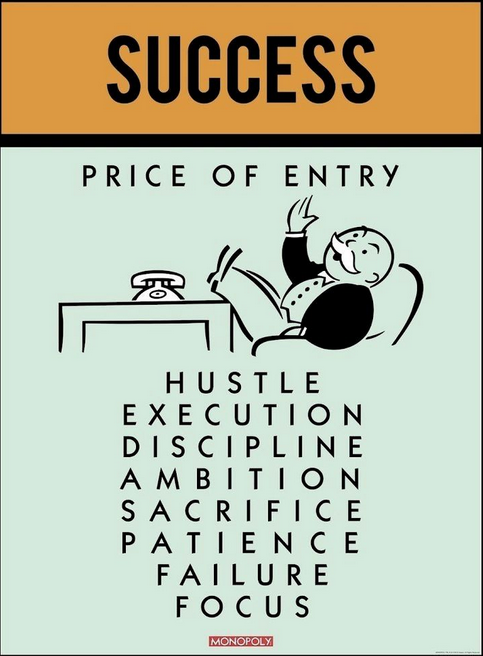 SUCCESS
PRICE OF ENTRY
HUSTLE
EXECUTION
DISCIPLINE
AMBITION
SACRIFICE
PATIENCE
FAILURE
FOCUS
MONOPOLY